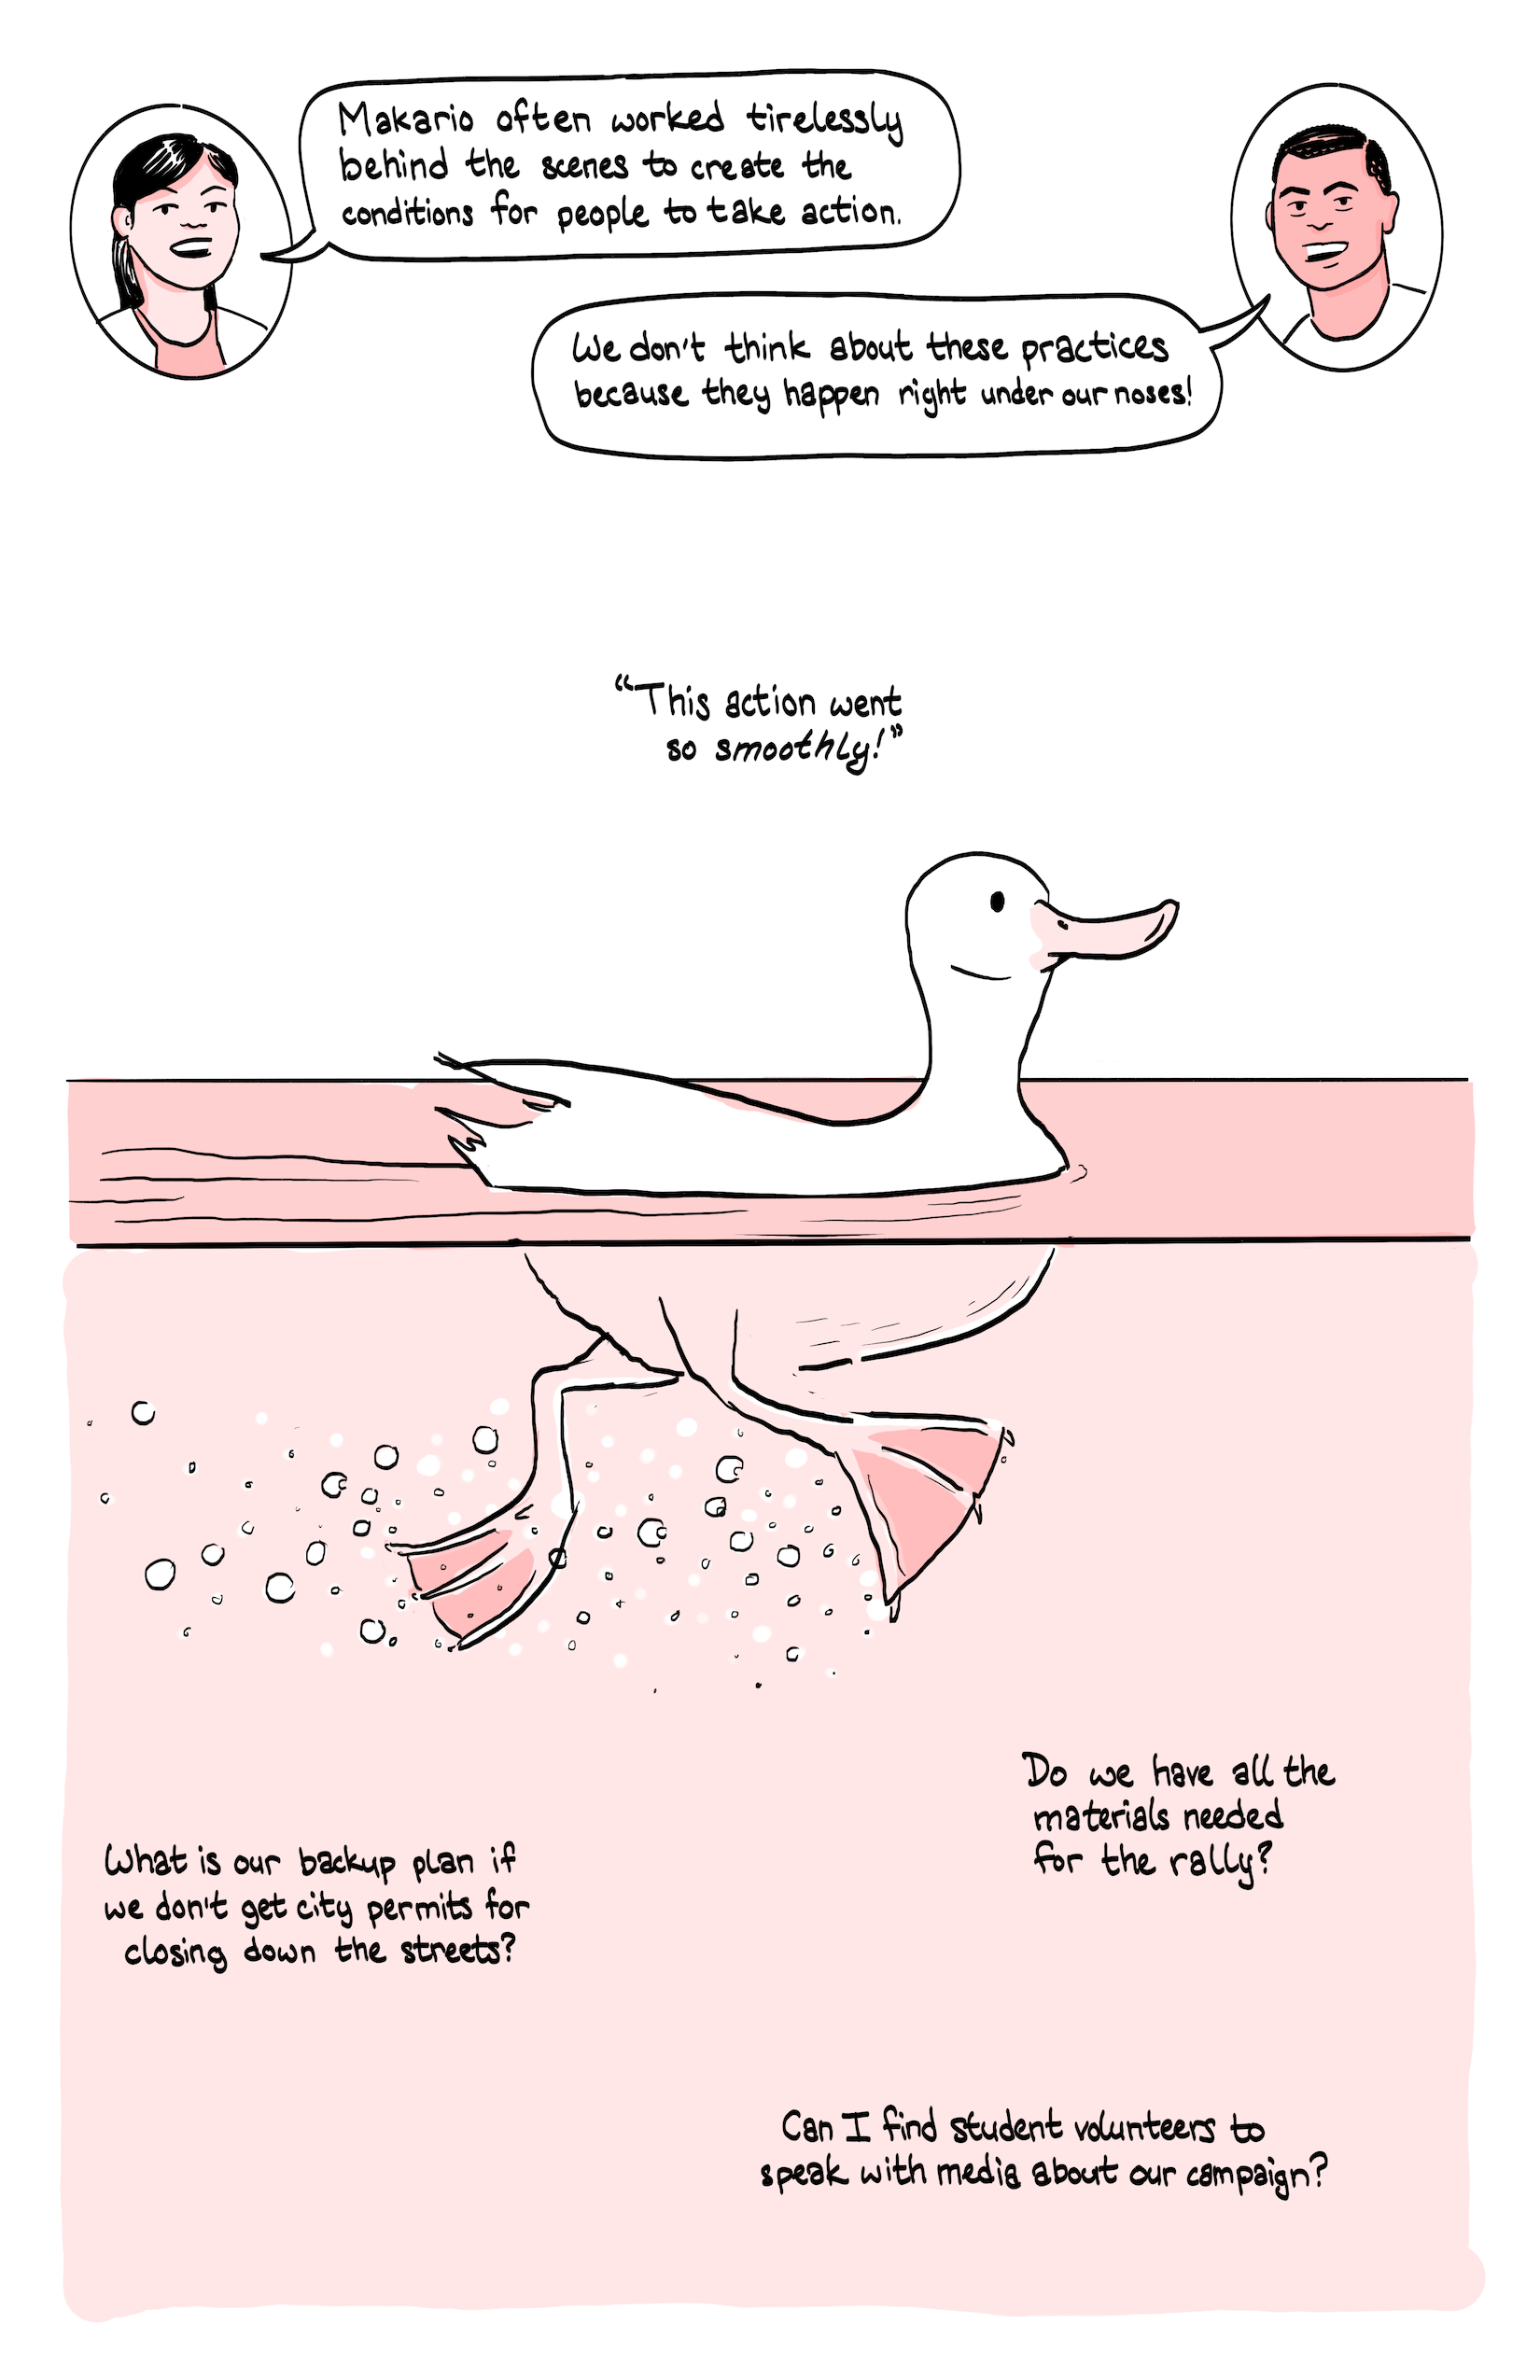 Makario often worked tirelessly
behind the scenes to create the
conditions for people to take action.
We don't think about these practices
because they happen right under our noses!
“This action went
so smoothly!”
Do we have all the
materials needed
for the rally?
What is our backup plan if
we don't get city permits for
closing down the streets?
Can I find student volunteers to
speak with media about our campaign?